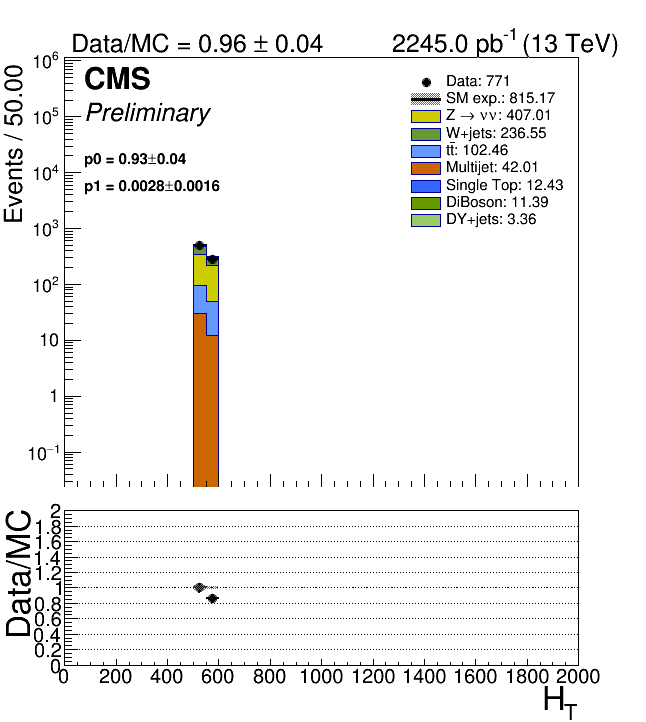 Data/MC = 0.96 ± 0.04
2245.0 pb⁻¹ (13 TeV)
CMS
Preliminary
p0 = 0.93±0.04
p1 = 0.0028±0.0016
Data: 771
SM exp.: 815.17
Z → νν: 407.01
W+jets: 236.55
tt̄: 102.46
Multijet: 42.01
Single Top: 12.43
DiBoson: 11.39
DY+jets: 3.36
Events / 50.00
10⁶
10⁵
10⁴
10³
10²
10
1
10⁻¹
Data/MC
2
1.8
1.6
1.4
1.2
1
0.8
0.6
0.4
0.2
0
0 200 400 600 800 1000 1200 1400 1600 1800 2000
H_T